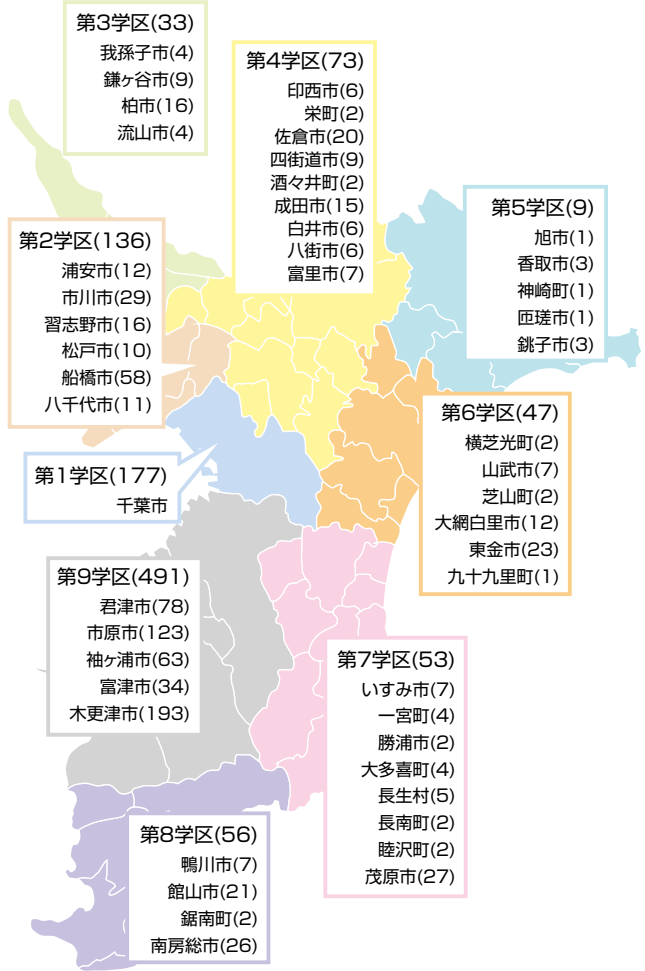 第3学区(33)
我孫子市(4)
鎌ヶ谷市(9)
柏市(16)
流山市(4)
第4学区(73)
印西市(6)
栄町(2)
佐倉市(20)
四街道市(9)
酒々井町(2)
成田市(15)
白井市(6)
八街市(6)
富里市(7)
第5学区(9)
旭市(1)
香取市(3)
神崎町(1)
匝瑳市(1)
銚子市(3)
第2学区(136)
浦安市(12)
市川市(29)
習志野市(16)
松戸市(10)
船橋市(58)
八千代市(11)
第6学区(47)
横芝光町(2)
山武市(7)
芝山町(2)
大網白里市(12)
東金市(23)
九十九里町(1)
第1学区(177)
千葉市
第9学区(491)
君津市(78)
市原市(123)
袖ヶ浦市(63)
富津市(34)
木更津市(193)
第7学区(53)
いすみ市(7)
一宮町(4)
勝浦市(2)
大多喜町(4)
長生村(5)
長南町(2)
睦沢町(2)
茂原市(27)
第8学区(56)
鴨川市(7)
館山市(21)
鋸南町(2)
南房総市(26)